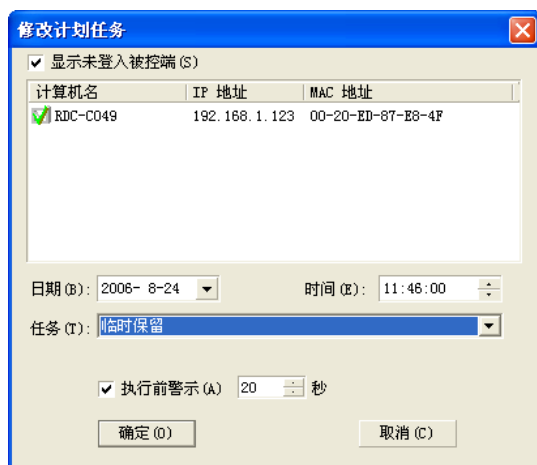 修改计划任务
显示未登入被控端(S)
计算机名 IP 地址 MAC 地址
RDC-C049 192.168.1.123 00-20-ED-87-E8-4F
日期(B): 2006- 8-24 时间(E): 11:46:00
任务(T): 临时保留
执行前警示(A) 20 秒
确定(O) 取消(C)